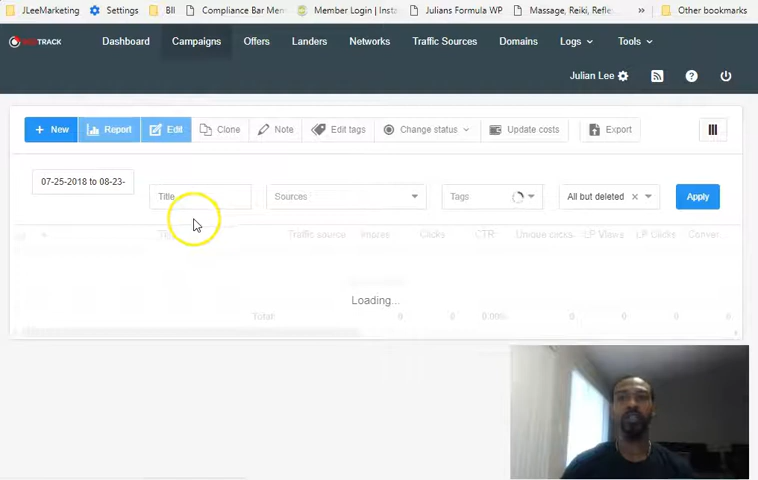 JLeeMarketing Settings BII Compliance Bar Men Member Login | Insta Julians Formula WP Massage, Reiki, Refle » Other bookmarks
REDTRACK Dashboard Campaigns Offers Landers Networks Traffic Sources Domains Logs Tools
Julian Lee ?
+ New Report Edit Clone Note Edit tags Change status Update costs Export
07-25-2018 to 08-23- Title Sources Tags All but deleted × Apply
Traffic source Impres Clicks CTR Unique clicks LP Views LP Clicks Conver
Loading...
Total: 0 0 0.00% 0 0 0 0